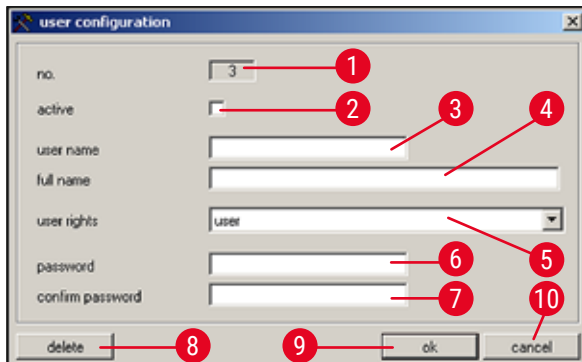 user configuration
no. 3 1
active 2
user name 3
full name 4
user rights user 5
password 6
confirm password 7
delete 8 9 ok cancel 10